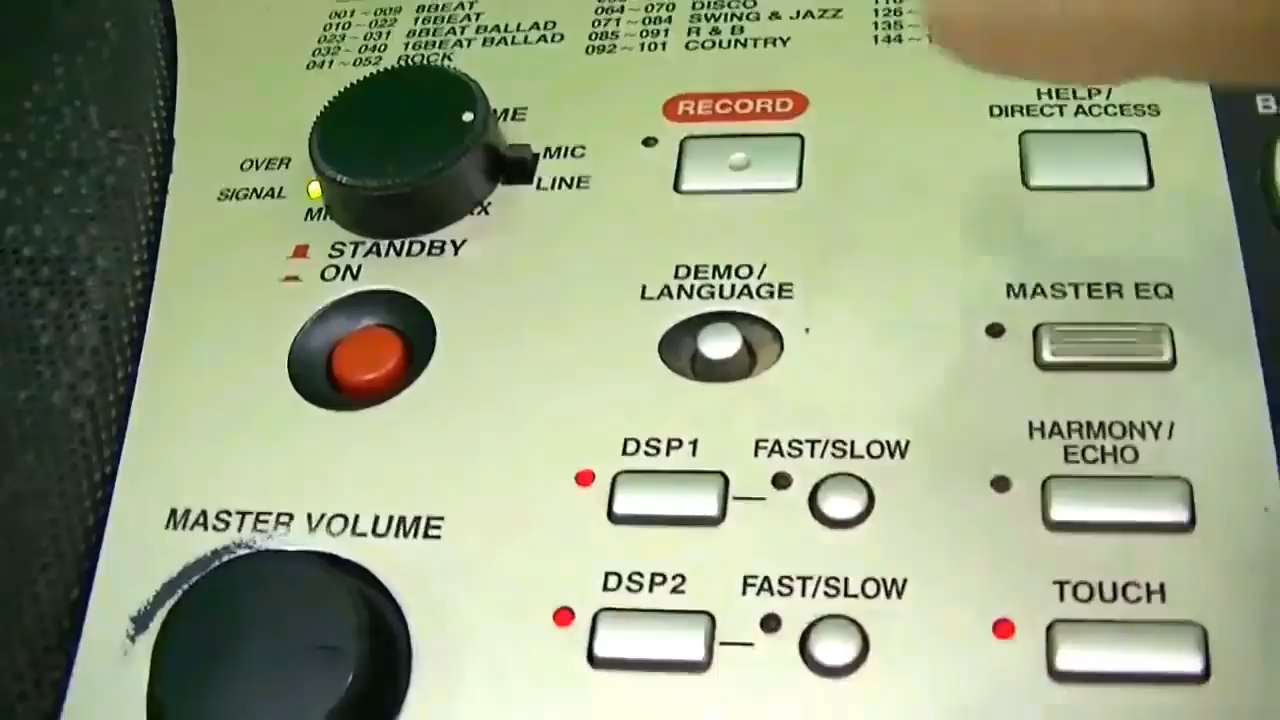 001~009 8BEAT
010~022 16BEAT
023~031 8BEAT BALLAD
032~040 16BEAT BALLAD
041~052 ROCK
064~070 DISCO
071~084 SWING & JAZZ
085~091 R & B
092~101 COUNTRY
126~
135~
144~
MIC
LINE
OVER
SIGNAL
STANDBY
ON
MASTER VOLUME
RECORD
DEMO/
LANGUAGE
DSP1
FAST/SLOW
DSP2
FAST/SLOW
HELP/
DIRECT ACCESS
MASTER EQ
HARMONY/
ECHO
TOUCH